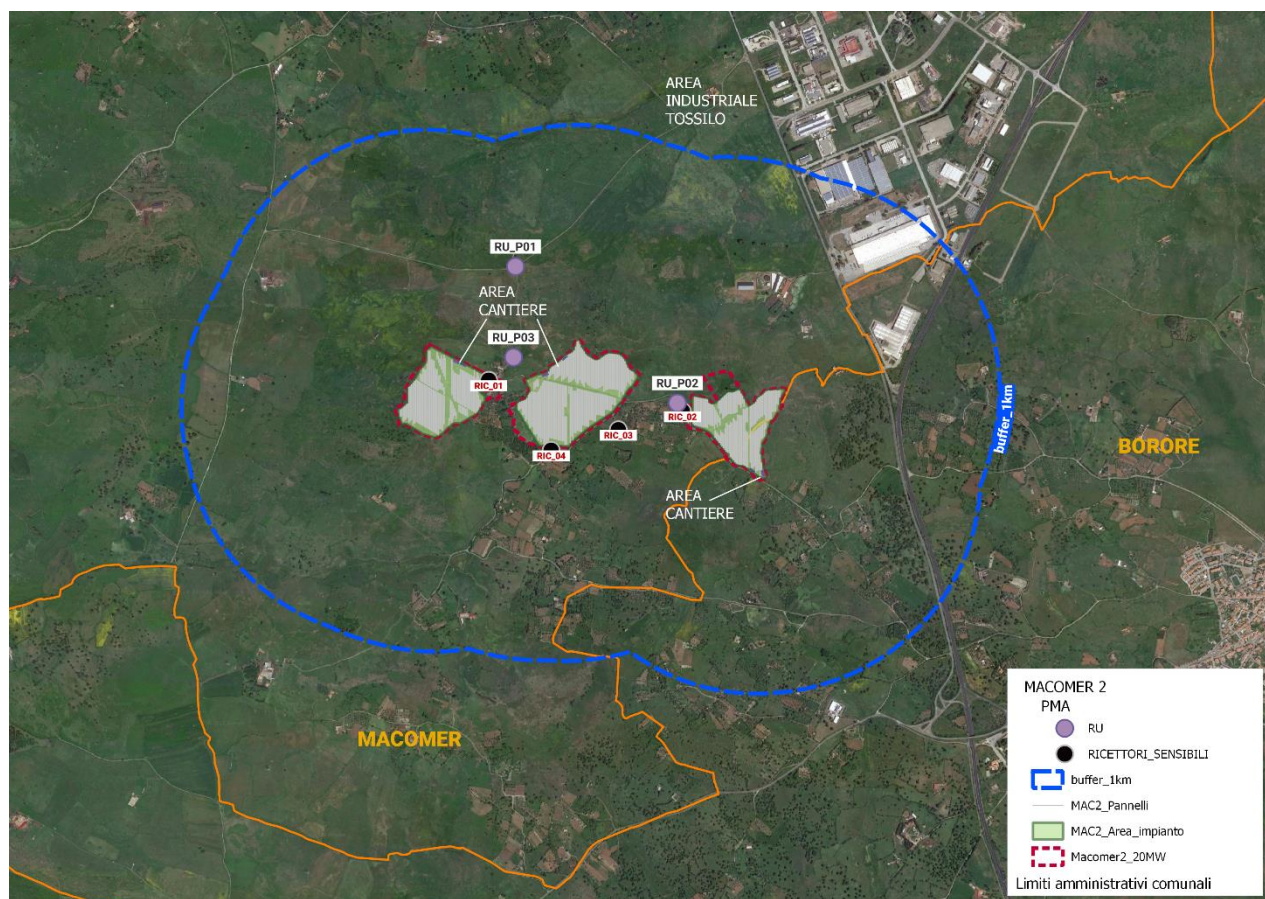 AREA
INDUSTRIALE
TOSSILO
RU_P01
AREA
CANTIERE
RU_P03
RIC_01
RU_P02
RIC_02
RIC_03
RIC_04
AREA
CANTIERE
buffer_1km
BORORE
MACOMER
MACOMER 2
PMA
RU
RICETTORI_SENSIBILI
buffer_1km
MAC2_Pannelli
MAC2_Area_impianto
Macomer2_20MW
Limiti amministrativi comunali